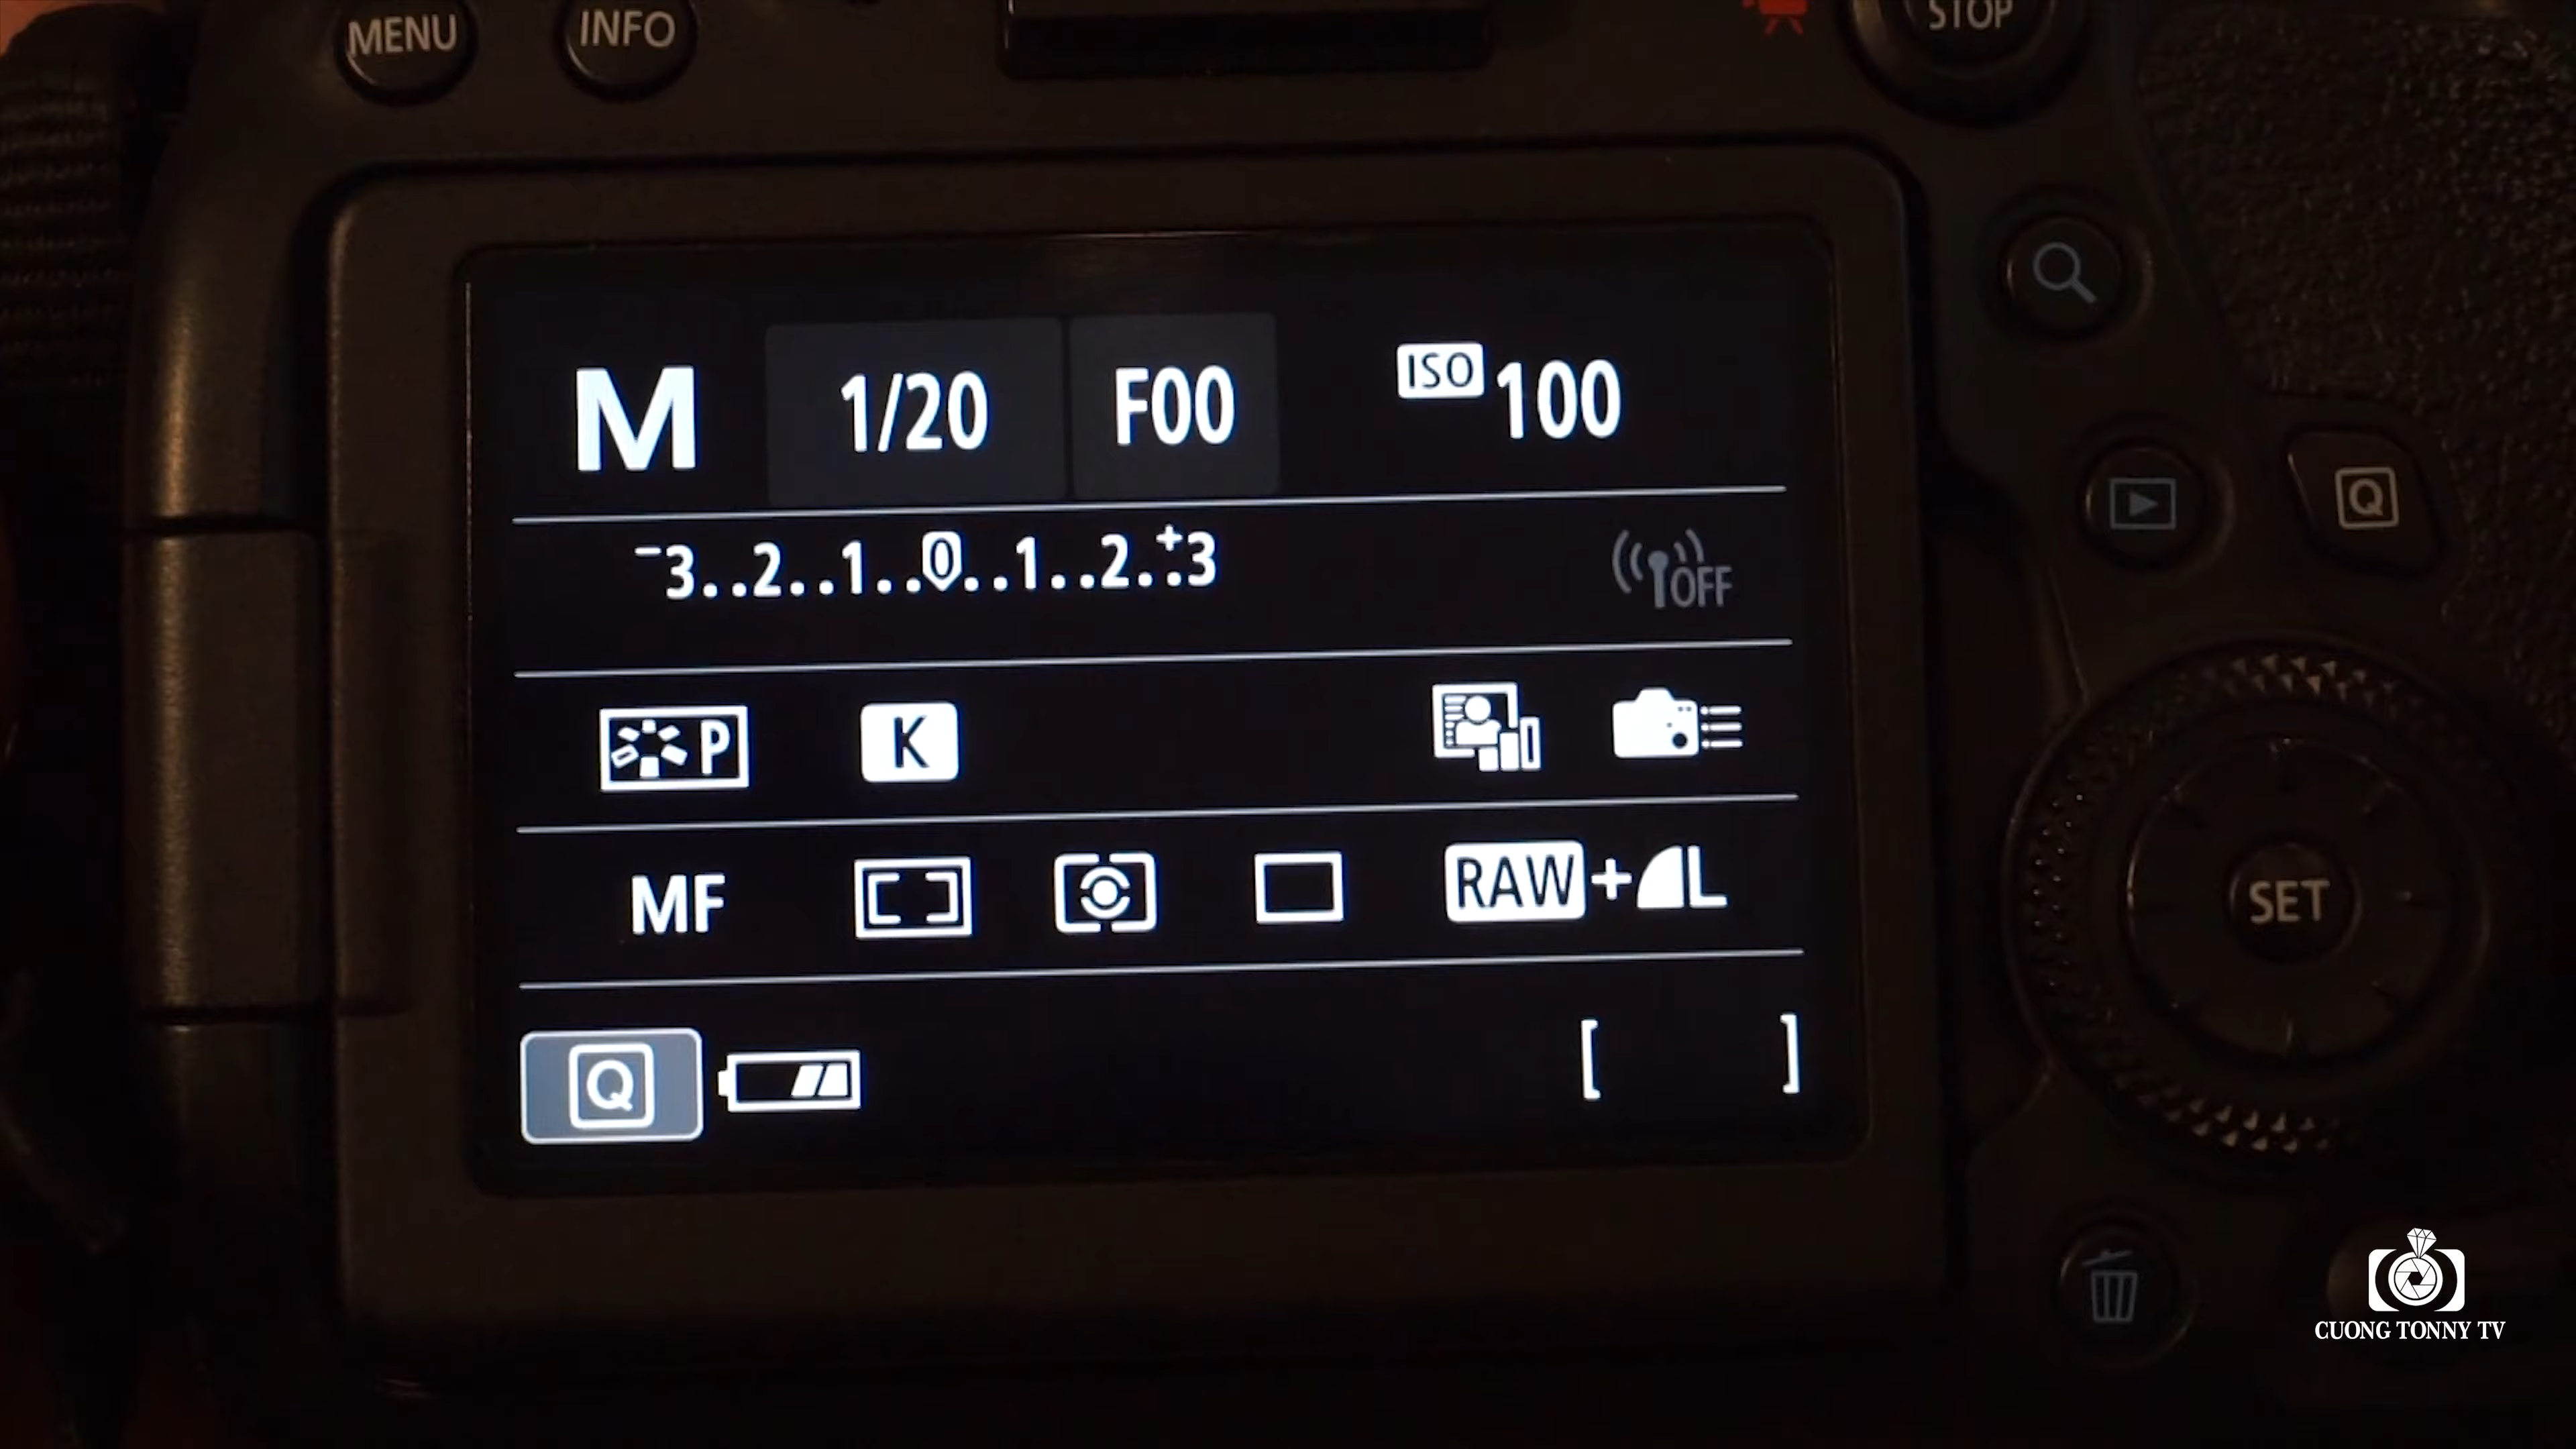 MENU INFO STOP
M 1/20 F00 ISO 100
-3..2..1..0..1..2..+3 OFF
P K
MF [ ] RAW+L
Q [ ]
Q
SET
CUONG TONNY TV